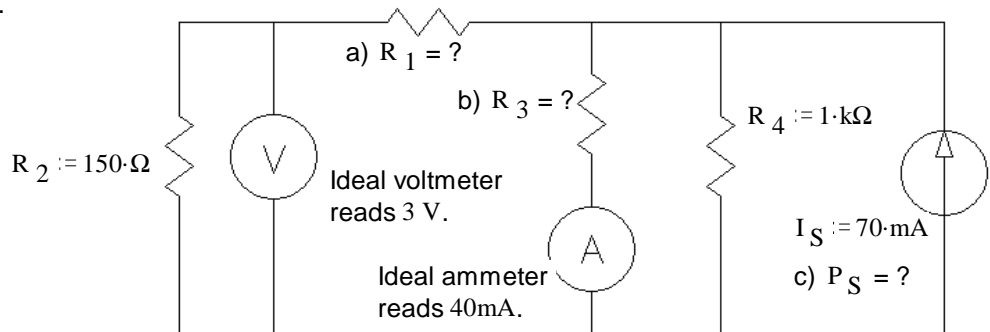 a) R 1 = ?
b) R 3 = ?
R 4 := 1·kΩ
R 2 := 150·Ω
V
Ideal voltmeter
reads 3 V.
I S := 70·mA
A
Ideal ammeter
reads 40mA.
c) P S = ?